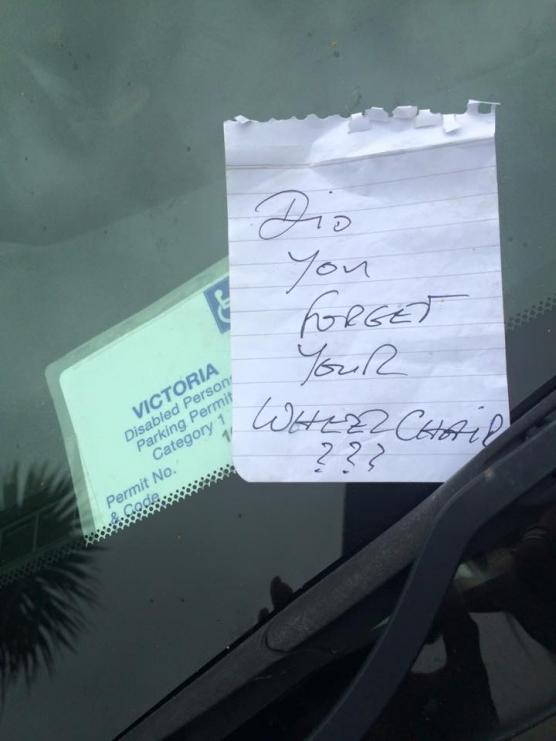 VICTORIA
Disabled Person
Parking Permit
Category 1
Permit No.
& Code
DiD
You
FORGET
YouR
WHEELCHAIR
???